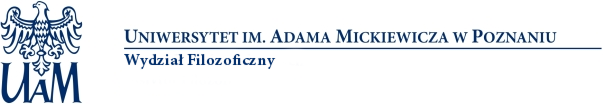 UNIWERSYTET IM. ADAMA MICKIEWICZA W POZNANIU
Wydział Filozoficzny
UAM